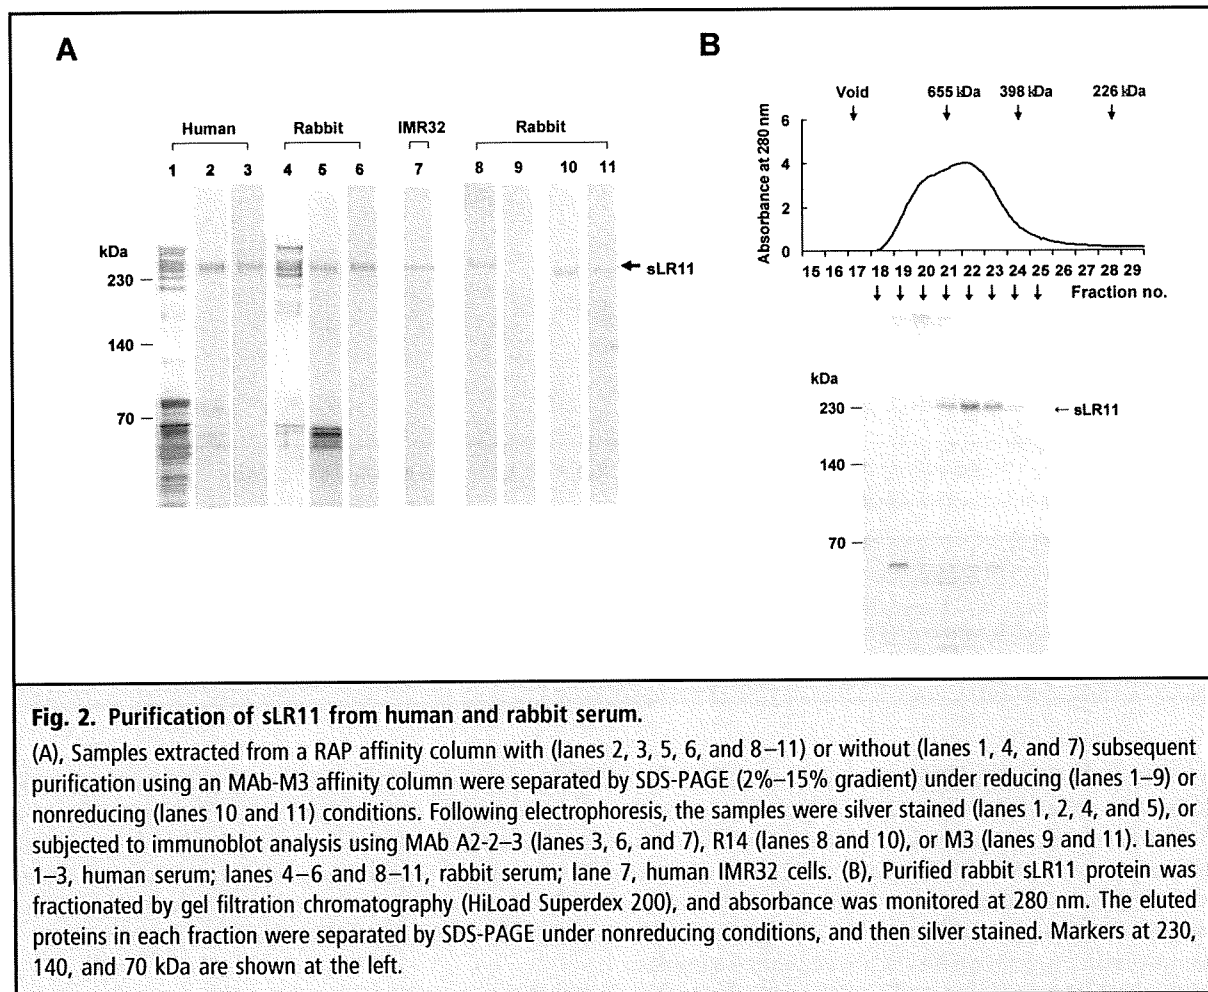 A
Human
Rabbit
IMR32
Rabbit
1 2 3 4 5 6 7 8 9 10 11
kDa
230
140
70
sLR11
B
Void 655 kDa 398 kDa 226 kDa
Absorbance at 280 nm
6
4
2
0
15 16 17 18 19 20 21 22 23 24 25 26 27 28 29
Fraction no.
kDa
230
140
70
sLR11
Fig. 2. Purification of sLR11 from human and rabbit serum.
(A), Samples extracted from a RAP affinity column with (lanes 2, 3, 5, 6, and 8–11) or without (lanes 1, 4, and 7) subsequent
purification using an MAb-M3 affinity column were separated by SDS-PAGE (2%–15% gradient) under reducing (lanes 1–9) or
nonreducing (lanes 10 and 11) conditions. Following electrophoresis, the samples were silver stained (lanes 1, 2, 4, and 5), or
subjected to immunoblot analysis using MAb A2-2–3 (lanes 3, 6, and 7), R14 (lanes 8 and 10), or M3 (lanes 9 and 11). Lanes
1–3, human serum; lanes 4–6 and 8–11, rabbit serum; lane 7, human IMR32 cells. (B), Purified rabbit sLR11 protein was
fractionated by gel filtration chromatography (HiLoad Superdex 200), and absorbance was monitored at 280 nm. The eluted
proteins in each fraction were separated by SDS-PAGE under nonreducing conditions, and then silver stained. Markers at 230,
140, and 70 kDa are shown at the left.